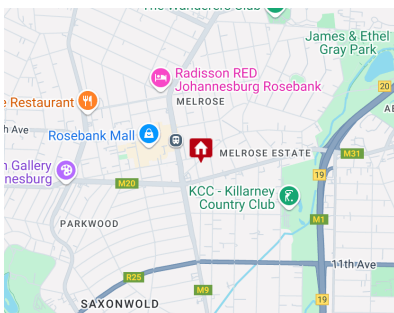 The Wanderers Club
James & Ethel
Gray Park
Radisson RED
Johannesburg Rosebank
MELROSE
e Restaurant
20
h Ave
Rosebank Mall
MELROSE ESTATE
M31
n Gallery
nnesburg
M20
19
KCC - Killarney
Country Club
M1
PARKWOOD
11th Ave
R25
M9
19
SAXONWOLD